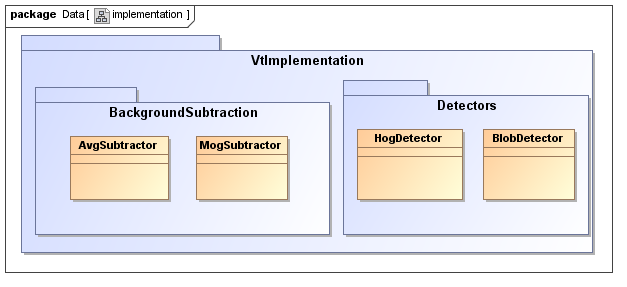 package Data [ implementation ]
VtImplementation
BackgroundSubtraction
AvgSubtractor
MogSubtractor
Detectors
HogDetector
BlobDetector